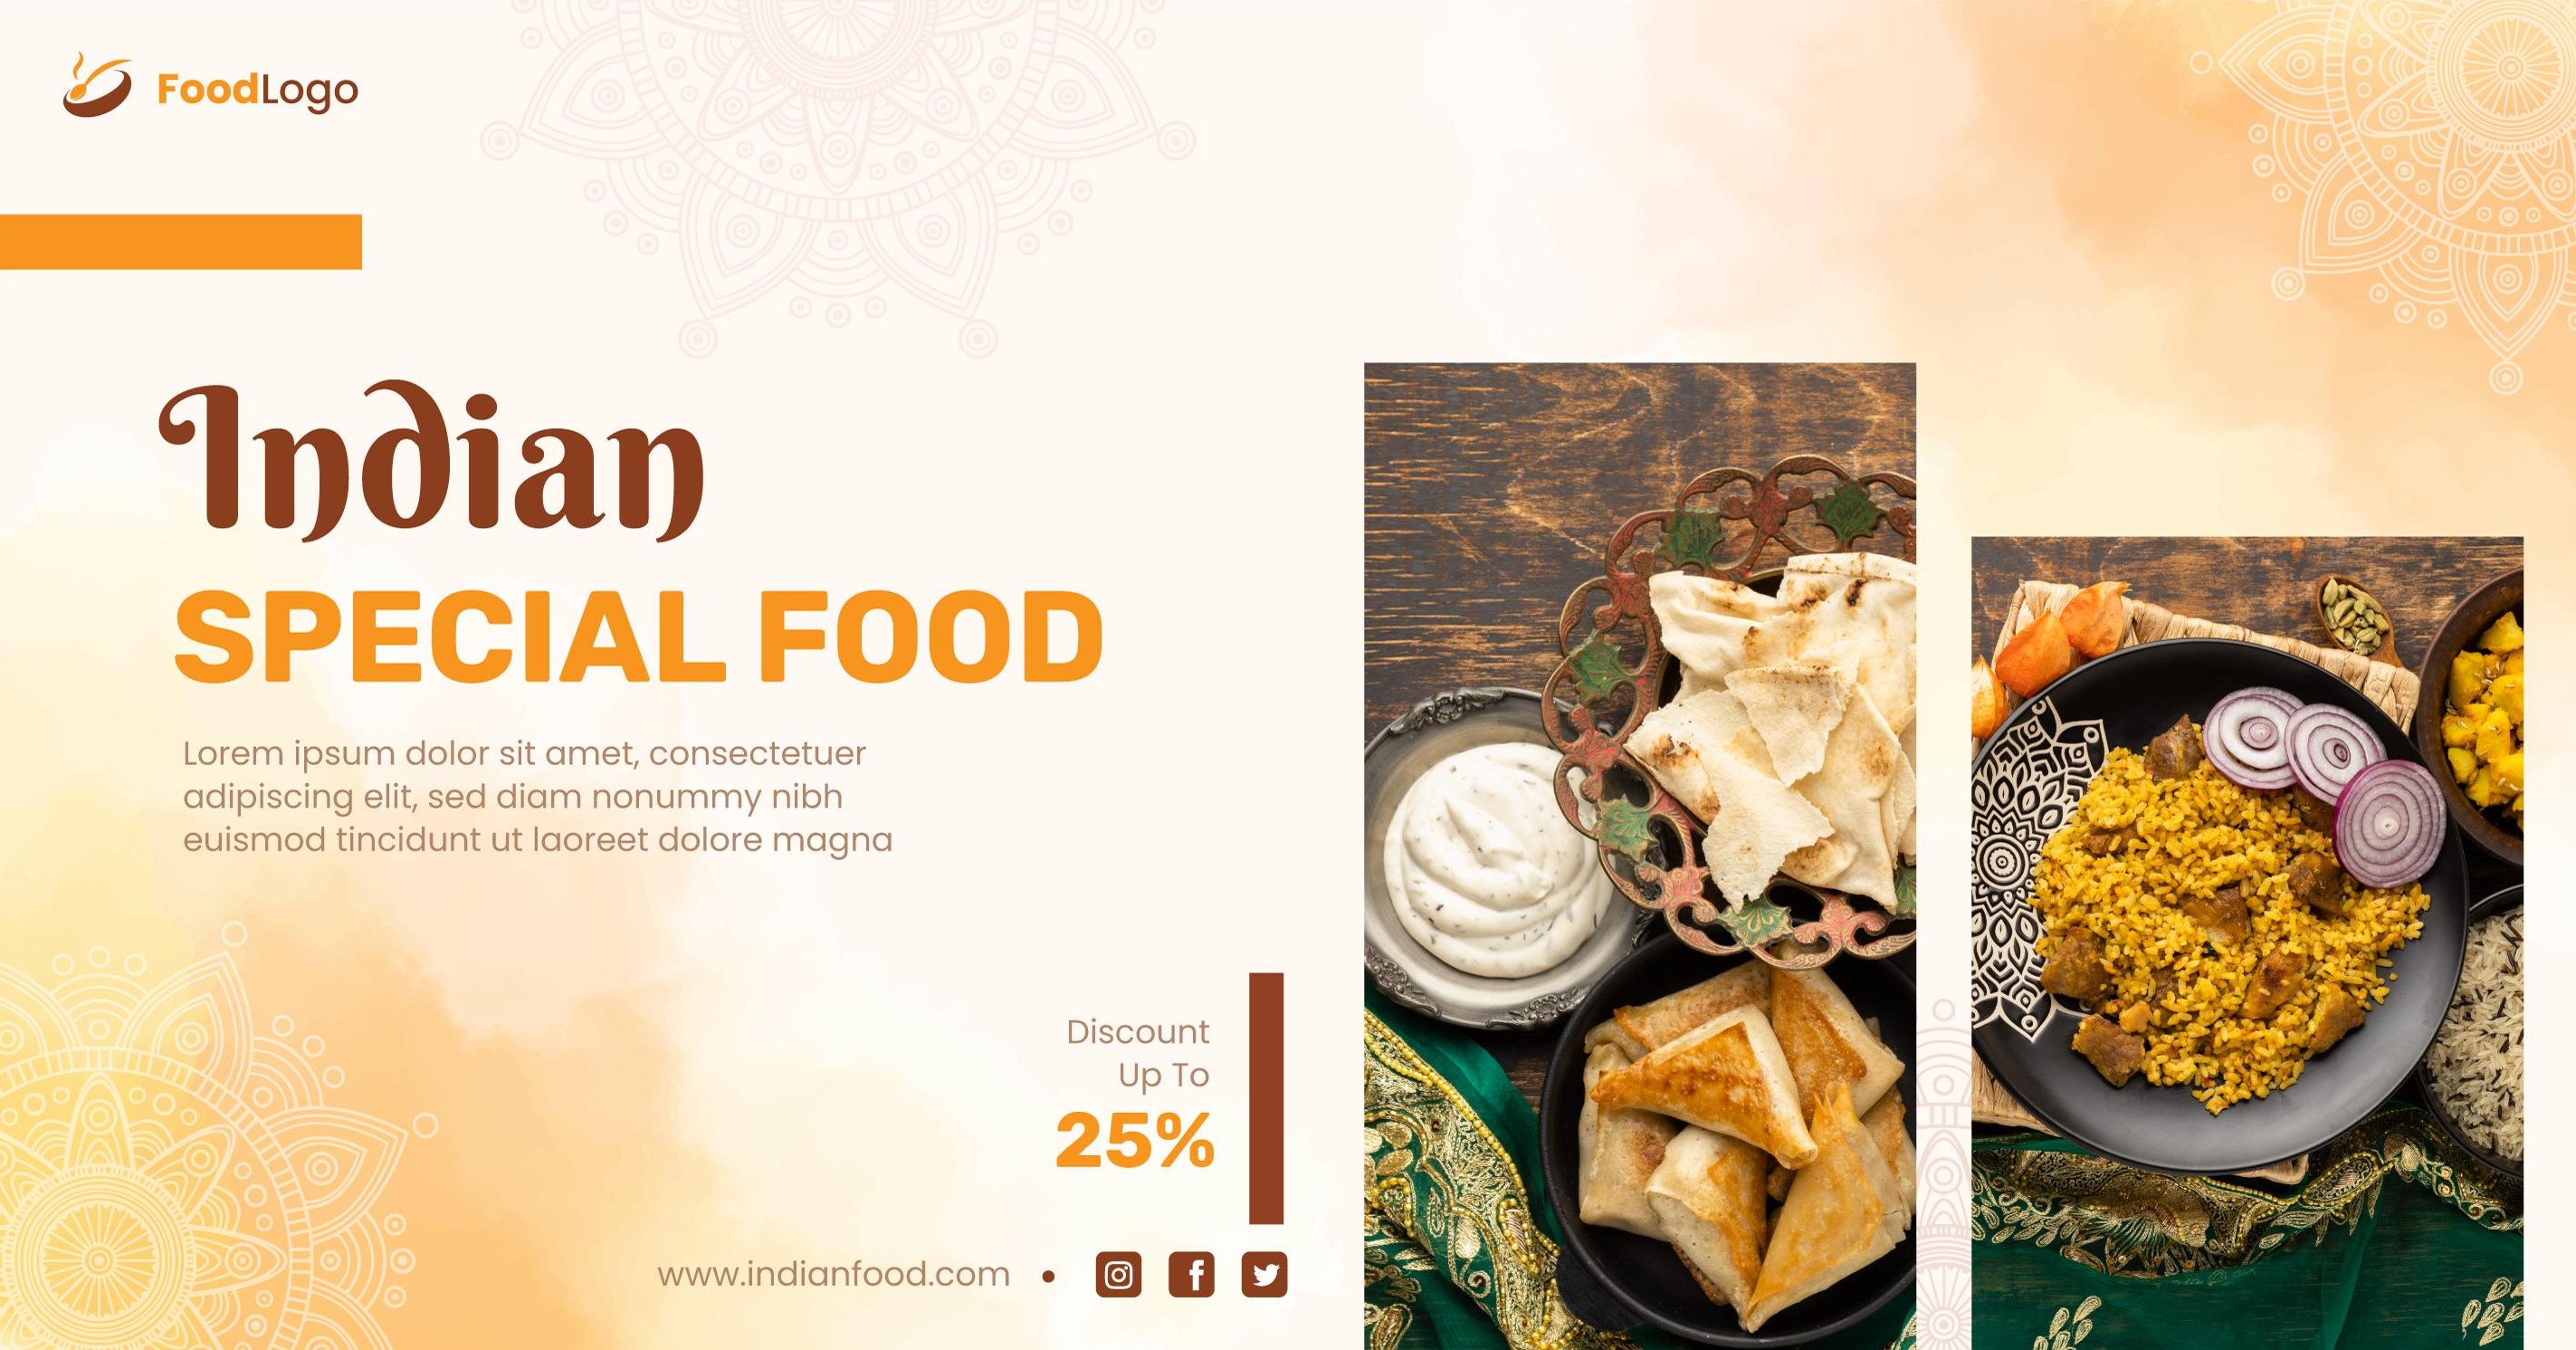 FoodLogo
Indian
SPECIAL FOOD
Lorem ipsum dolor sit amet, consectetuer
adipiscing elit, sed diam nonummy nibh
euismod tincidunt ut laoreet dolore magna
Discount
Up To
25%
www.indianfood.com